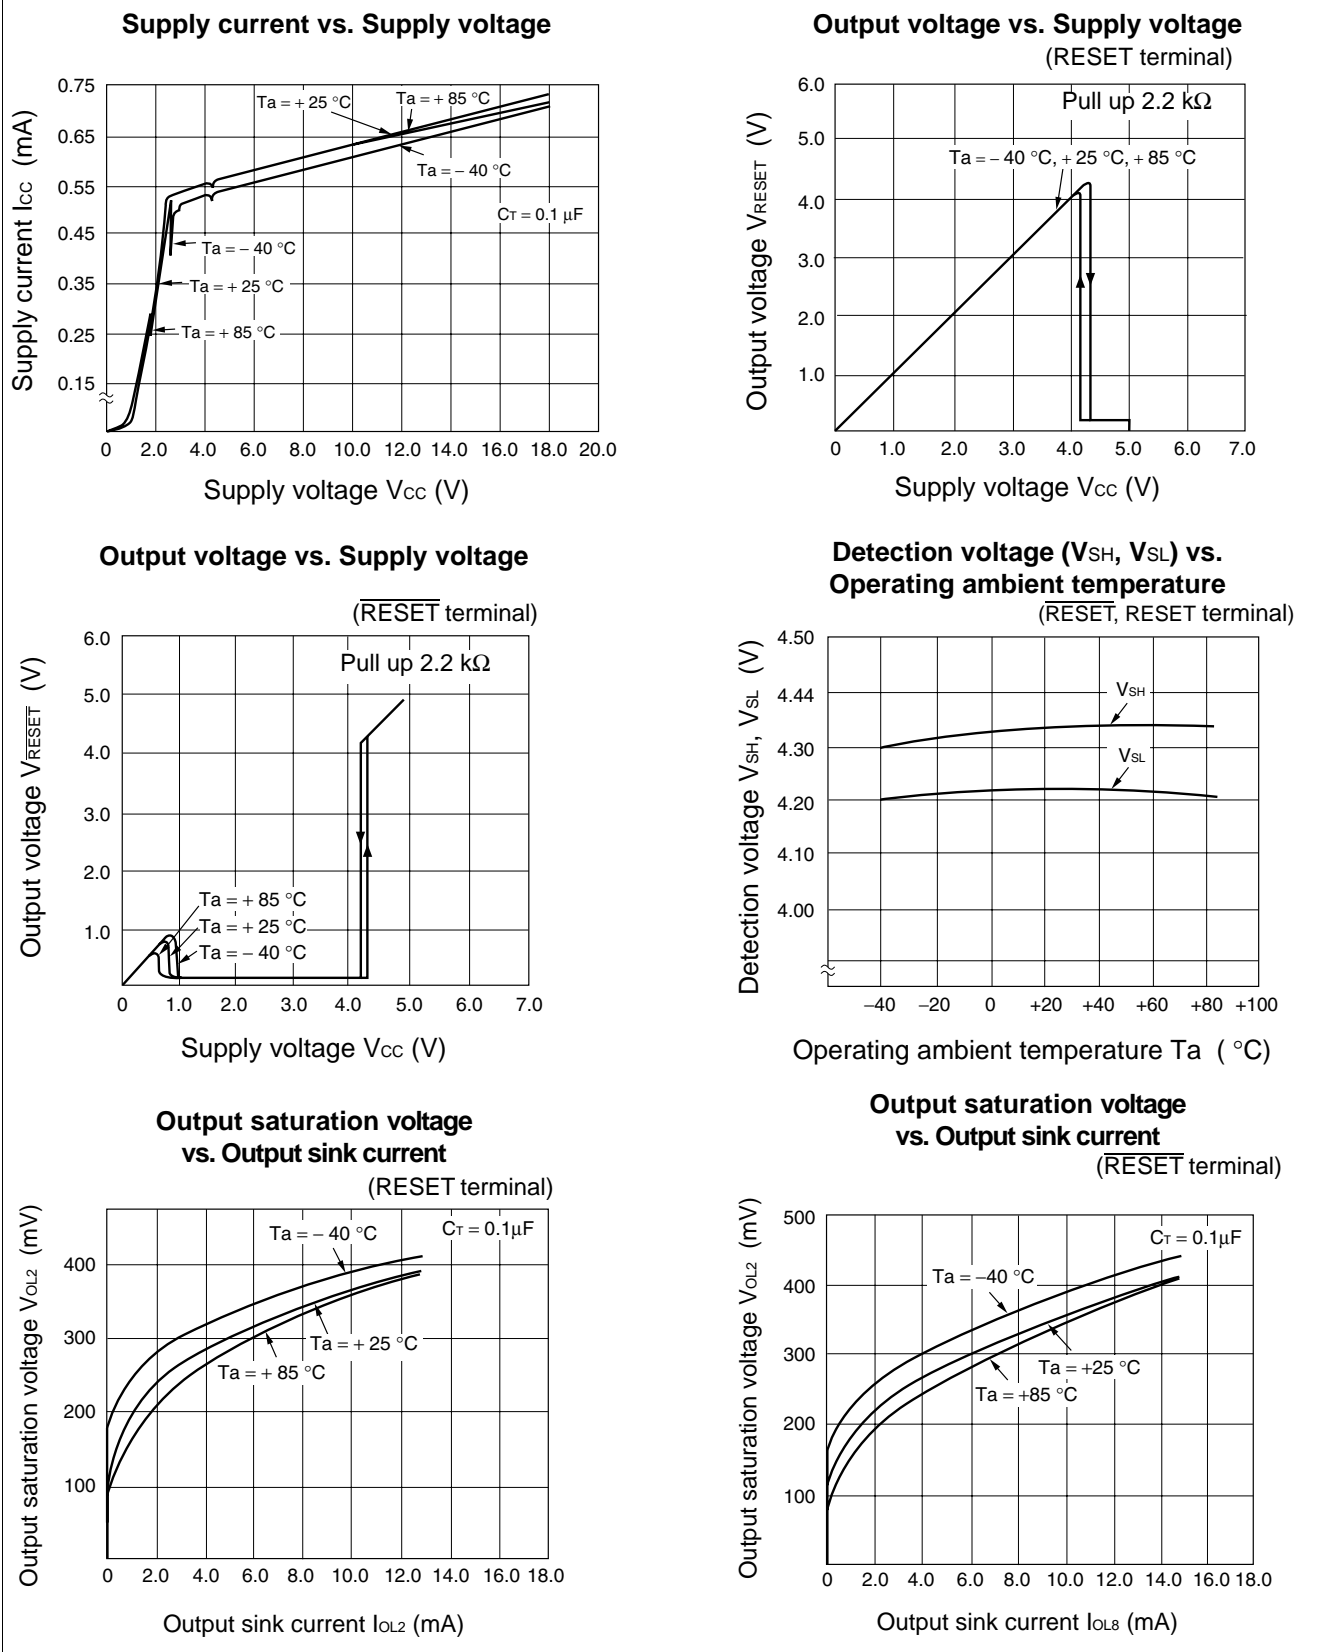 Supply current vs. Supply voltage
Supply current ICC (mA)
0.75
0.65
0.55
0.45
0.35
0.25
0.15
Ta = + 25 °C
Ta = + 85 °C
Ta = – 40 °C
CT = 0.1 µF
Ta = – 40 °C
Ta = + 25 °C
Ta = + 85 °C
0 2.0 4.0 6.0 8.0 10.0 12.0 14.0 16.0 18.0 20.0
Supply voltage VCC (V)
Output voltage vs. Supply voltage
(RESET terminal)
Output voltage VRESET (V)
6.0
5.0
4.0
3.0
2.0
1.0
Pull up 2.2 kΩ
Ta = – 40 °C, + 25 °C, + 85 °C
0 1.0 2.0 3.0 4.0 5.0 6.0 7.0
Supply voltage VCC (V)
Output voltage vs. Supply voltage
(R̅E̅S̅E̅T̅ terminal)
Output voltage VR̅E̅S̅E̅T̅ (V)
6.0
5.0
4.0
3.0
2.0
1.0
Pull up 2.2 kΩ
Ta = + 85 °C
Ta = + 25 °C
Ta = – 40 °C
0 1.0 2.0 3.0 4.0 5.0 6.0 7.0
Supply voltage VCC (V)
Detection voltage (VSH, VSL) vs.
Operating ambient temperature
(R̅E̅S̅E̅T̅, RESET terminal)
Detection voltage VSH, VSL (V)
4.50
4.44
4.30
4.20
4.10
4.00
VSH
VSL
–40 –20 0 +20 +40 +60 +80 +100
Operating ambient temperature Ta ( °C)
Output saturation voltage
vs. Output sink current
(RESET terminal)
Output saturation voltage VOL2 (mV)
400
300
200
100
Ta = – 40 °C
CT = 0.1µF
Ta = + 25 °C
Ta = + 85 °C
0 2.0 4.0 6.0 8.0 10.0 12.0 14.0 16.0 18.0
Output sink current IOL2 (mA)
Output saturation voltage
vs. Output sink current
(R̅E̅S̅E̅T̅ terminal)
Output saturation voltage VOL2 (mV)
500
400
300
200
100
CT = 0.1µF
Ta = –40 °C
Ta = +25 °C
Ta = +85 °C
0 2.0 4.0 6.0 8.0 10.0 12.0 14.0 16.0 18.0
Output sink current IOL8 (mA)